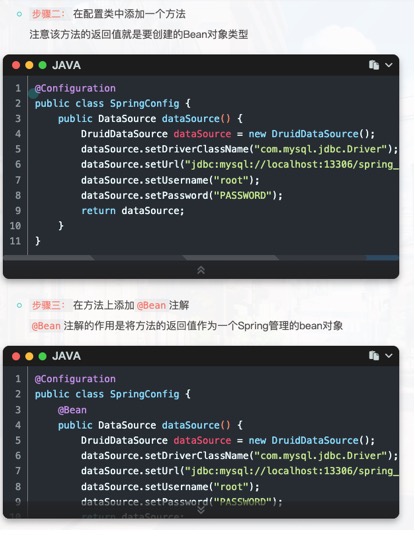 步骤二： 在配置类中添加一个方法
注意该方法的返回值就是要创建的Bean对象类型
JAVA
1 @Configuration
2 public class SpringConfig {
3     public DataSource dataSource() {
4         DruidDataSource dataSource = new DruidDataSource();
5         dataSource.setDriverClassName("com.mysql.jdbc.Driver");
6         dataSource.setUrl("jdbc:mysql://localhost:13306/spring_
7         dataSource.setUsername("root");
8         dataSource.setPassword("PASSWORD");
9         return dataSource;
10     }
11 }
步骤三： 在方法上添加 @Bean 注解
@Bean 注解的作用是将方法的返回值作为一个Spring管理的bean对象
JAVA
1 @Configuration
2 public class SpringConfig {
3     @Bean
4     public DataSource dataSource() {
5         DruidDataSource dataSource = new DruidDataSource();
6         dataSource.setDriverClassName("com.mysql.jdbc.Driver");
7         dataSource.setUrl("jdbc:mysql://localhost:13306/spring_
8         dataSource.setUsername("root");
9         dataSource.setPassword("PASSWORD");
10         return dataSource;